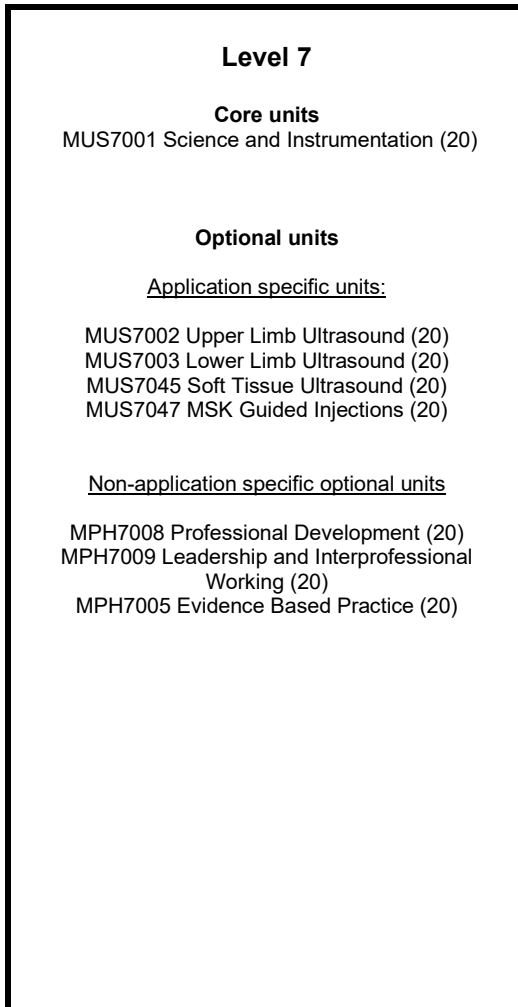 Level 7
Core units
MUS7001 Science and Instrumentation (20)
Optional units
Application specific units:
MUS7002 Upper Limb Ultrasound (20)
MUS7003 Lower Limb Ultrasound (20)
MUS7045 Soft Tissue Ultrasound (20)
MUS7047 MSK Guided Injections (20)
Non-application specific optional units
MPH7008 Professional Development (20)
MPH7009 Leadership and Interprofessional
Working (20)
MPH7005 Evidence Based Practice (20)